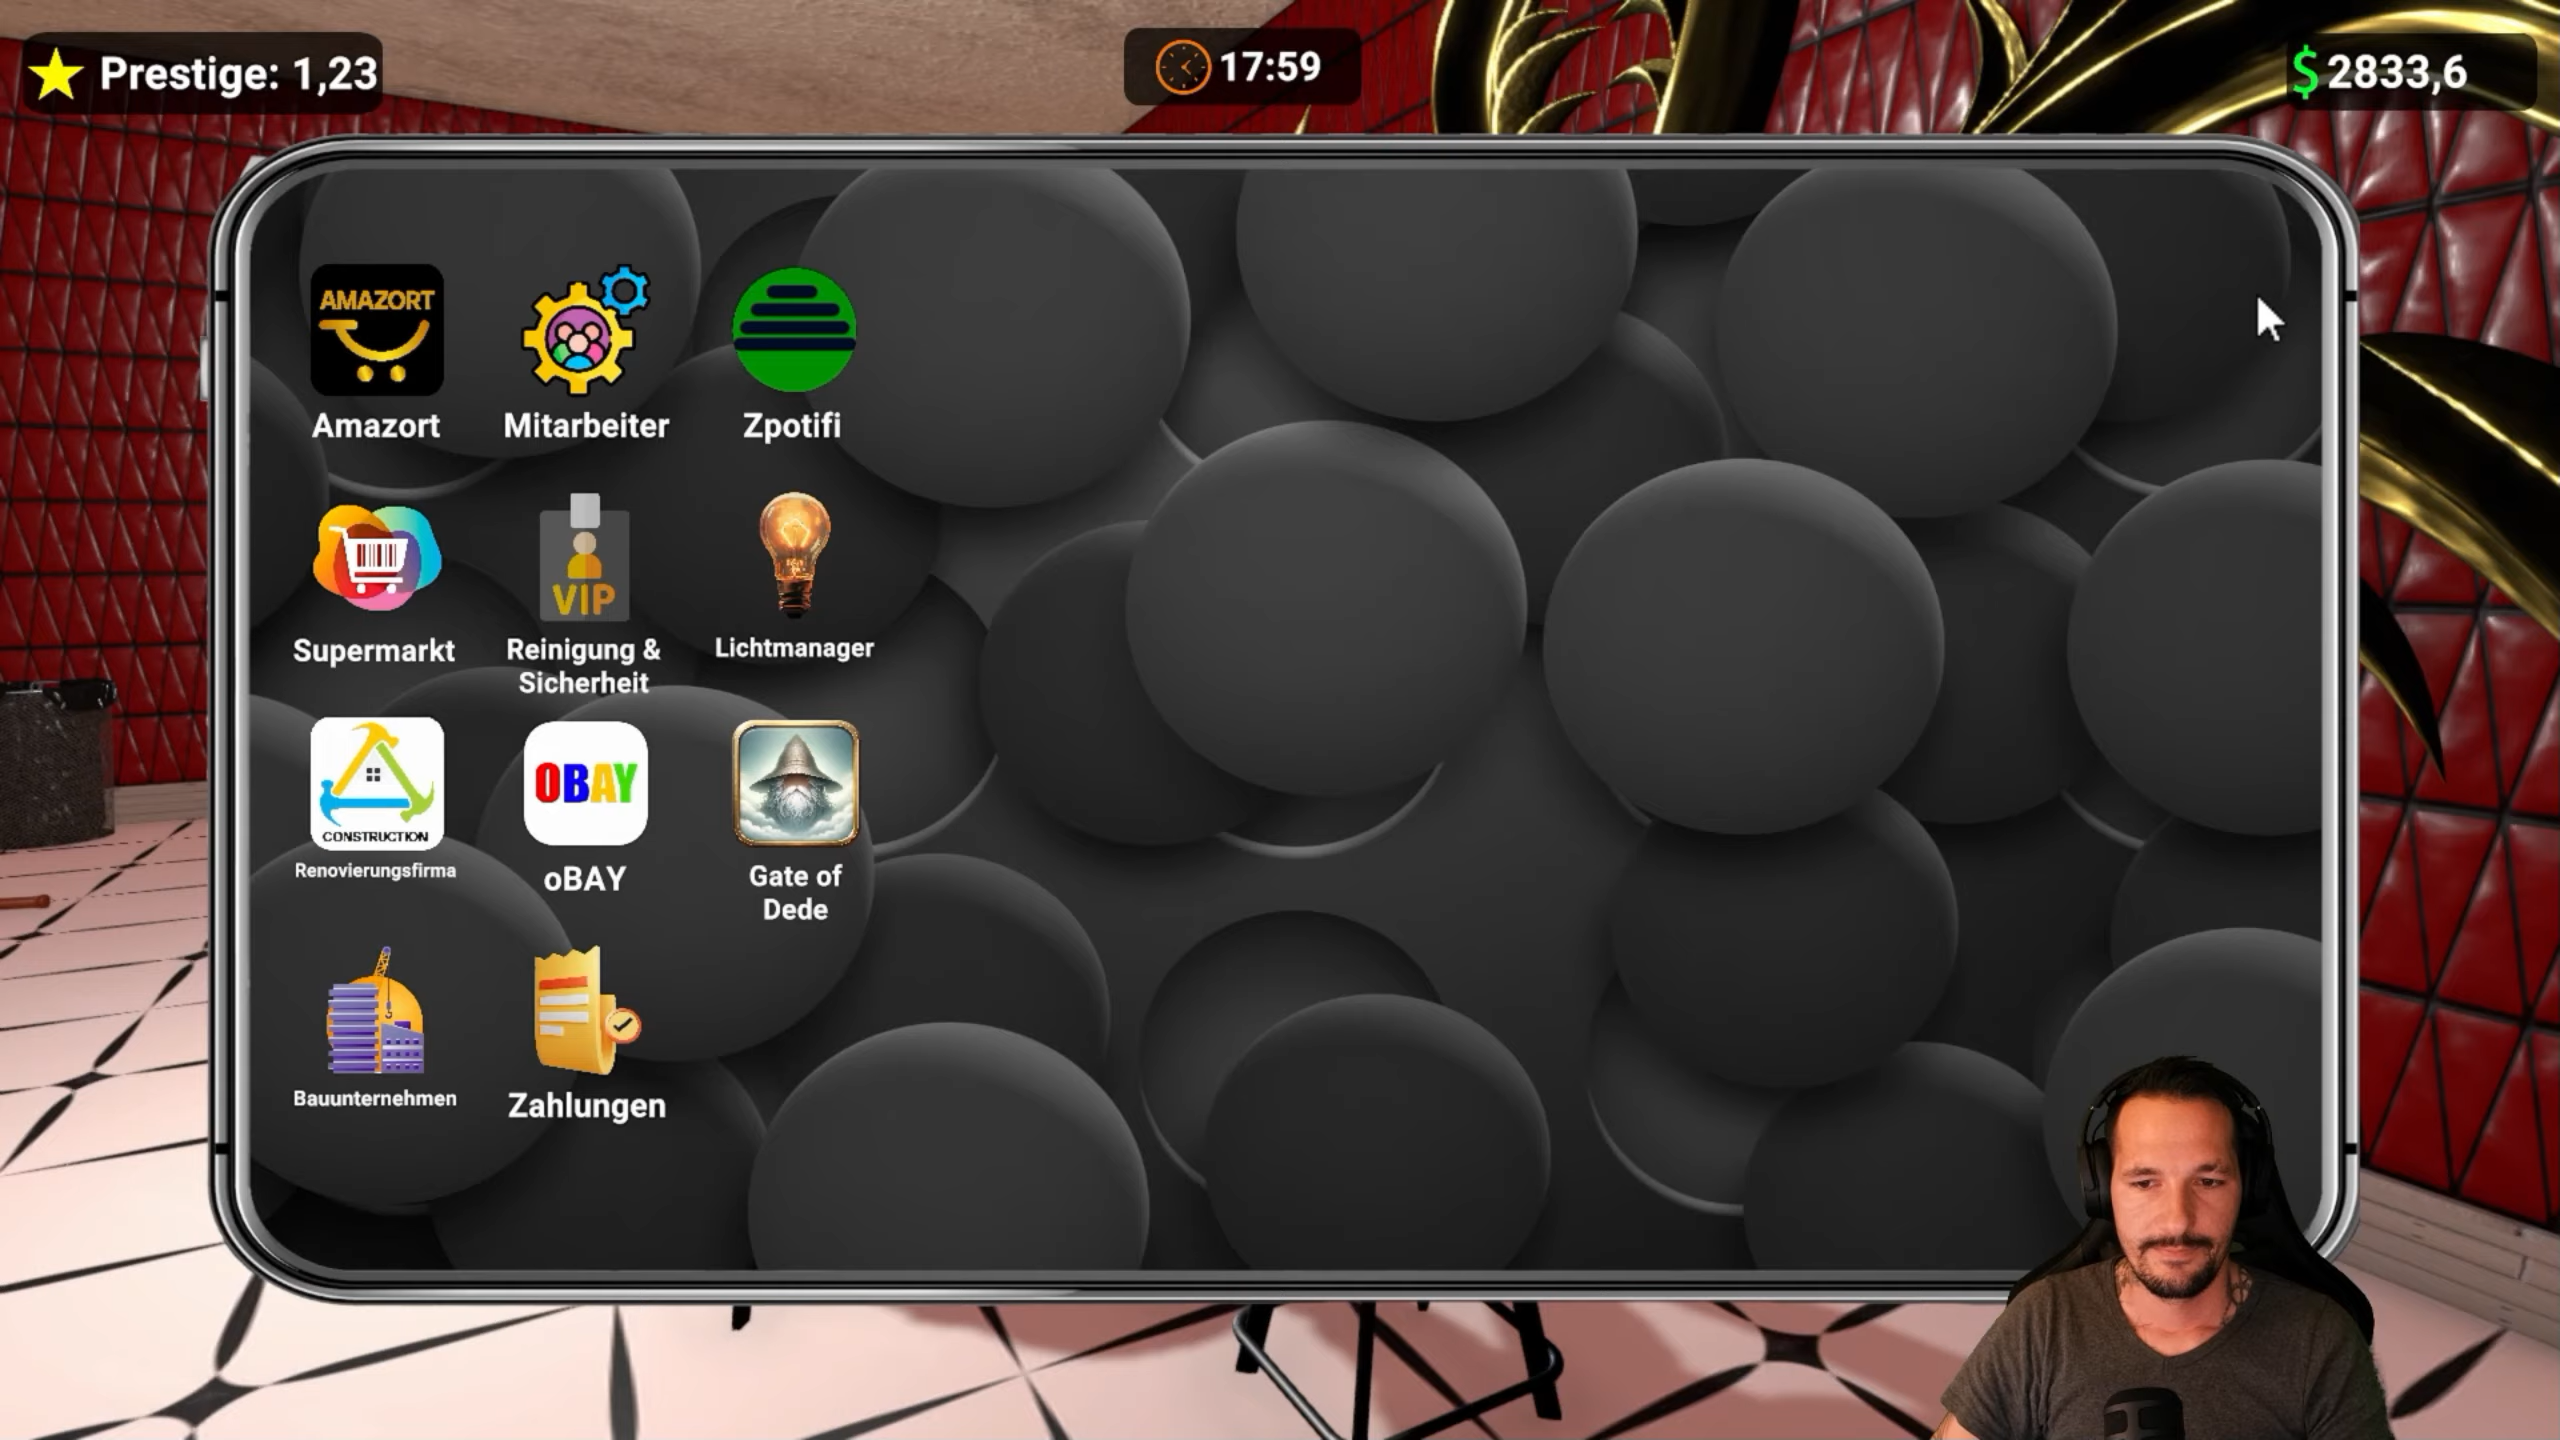 Prestige: 1,23
17:59
$2833,6
AMAZORT
Amazort
Mitarbeiter
Zpotifi
Supermarkt
VIP
Reinigung &
Sicherheit
Lichtmanager
CONSTRUCTION
Renovierungsfirma
OBAY
oBAY
Gate of
Dede
Bauunternehmen
Zahlungen